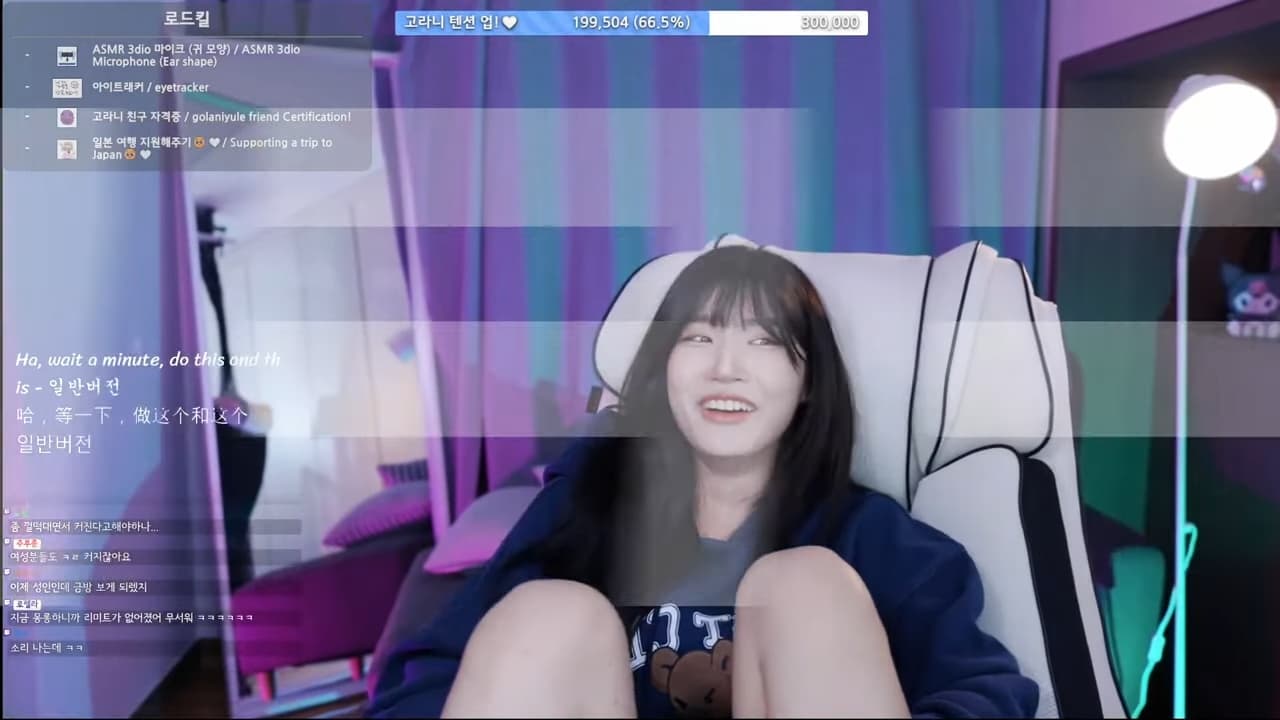 로드킬
- ASMR 3dio 마이크 (귀 모양) / ASMR 3dio
Microphone (Ear shape)
- 아이트래커 / eyetracker
- 고라니 친구 자격증 / golaniyule friend Certification!
- 일본 여행 지원해주기🥺🤍 / Supporting a trip to
Japan🥺🤍
고라니 텐션 업!🤍 199,504 (66.5%) 300,000
Ha, wait a minute, do this and th
is - 일반버전
哈，等一下，做这个和这个
일반버전
좀 껄떡대면서 커진다고해야하나...
여성분들도 ㅋㄹ 커지잖아요
이제 성인인데 금방 보게 되렜지
로빌라
지금 몽롱하니까 리미트가 없어졌어 무서워 ㅋㅋㅋㅋㅋㅋ
소리 나는데 ㅋㅋ